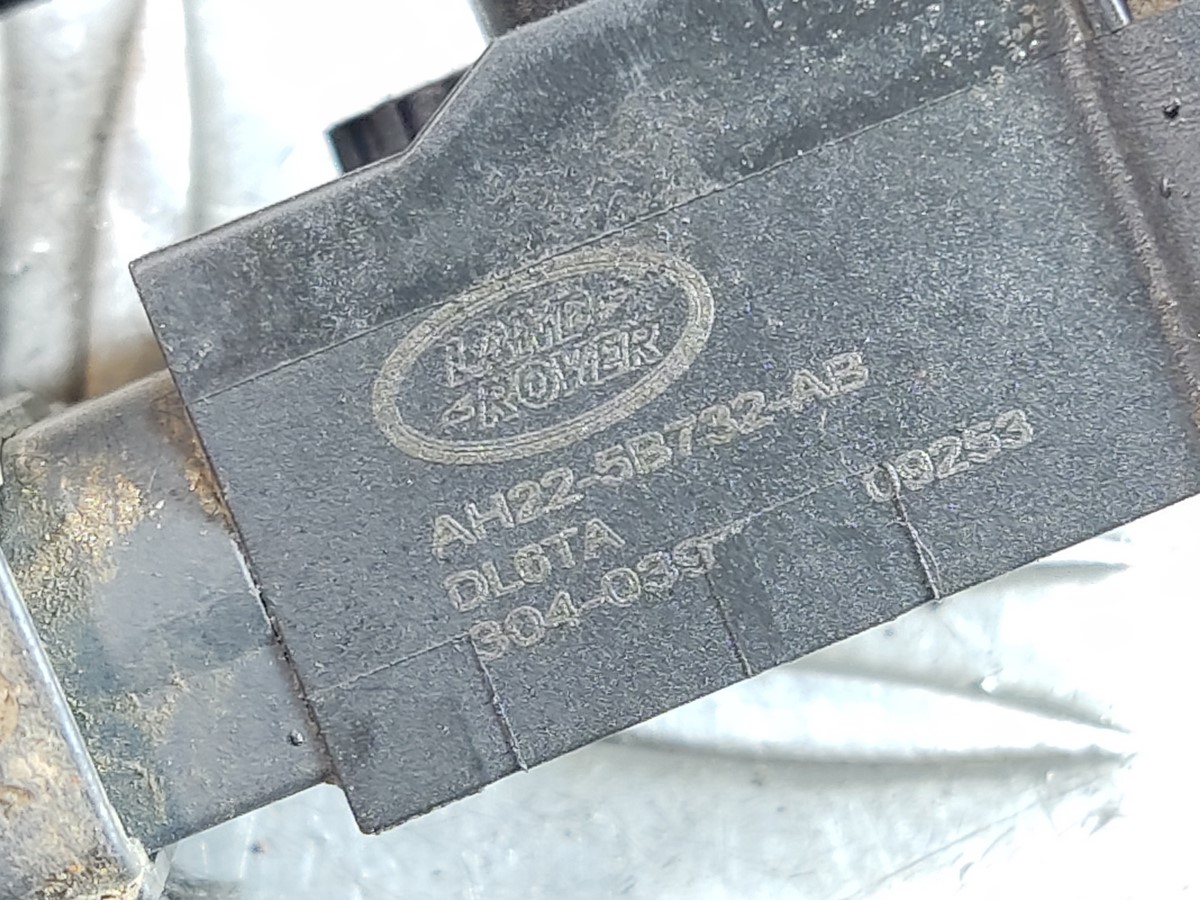 LAND-
-ROVER
AH22-5B732-AB
DL6TA
304-039 09253